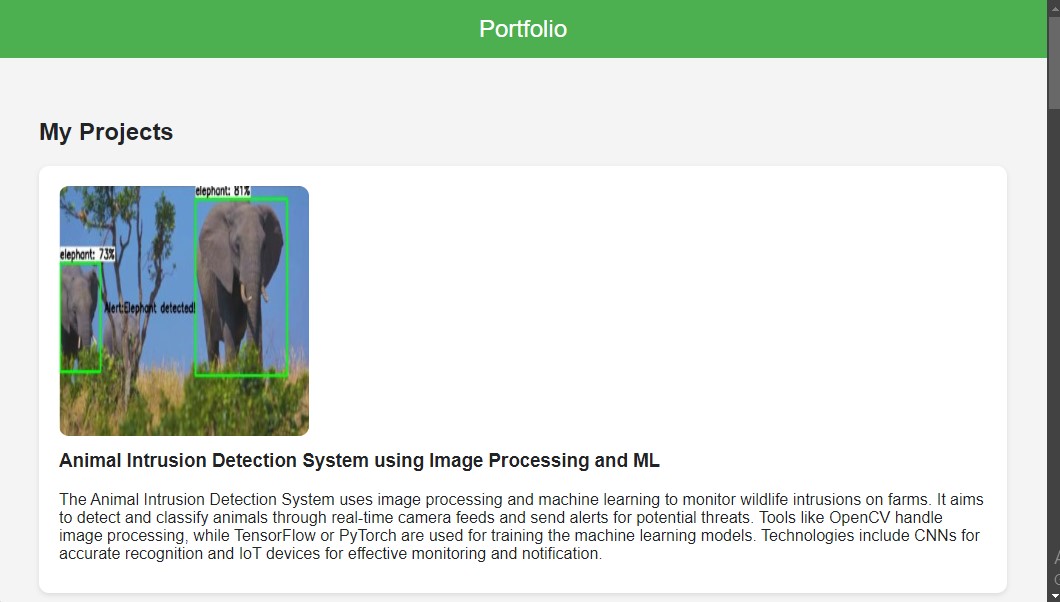 Portfolio
My Projects
elephant: 81%
elephant: 73%
Alert:Elephant detected!
Animal Intrusion Detection System using Image Processing and ML
The Animal Intrusion Detection System uses image processing and machine learning to monitor wildlife intrusions on farms. It aims
to detect and classify animals through real-time camera feeds and send alerts for potential threats. Tools like OpenCV handle
image processing, while TensorFlow or PyTorch are used for training the machine learning models. Technologies include CNNs for
accurate recognition and IoT devices for effective monitoring and notification.